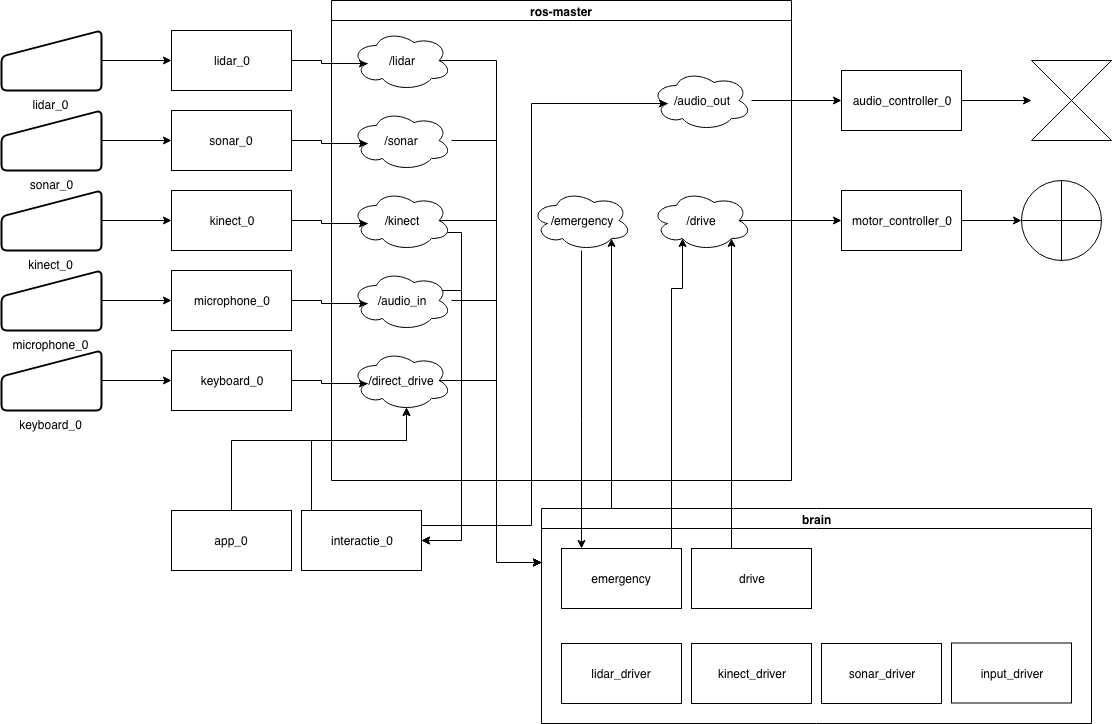 ros-master
lidar_0
/lidar
lidar_0
/audio_out
audio_controller_0
sonar_0
/sonar
sonar_0
kinect_0
/kinect
/emergency
/drive
motor_controller_0
kinect_0
microphone_0
/audio_in
microphone_0
keyboard_0
/direct_drive
keyboard_0
brain
app_0
interactie_0
emergency
drive
lidar_driver
kinect_driver
sonar_driver
input_driver